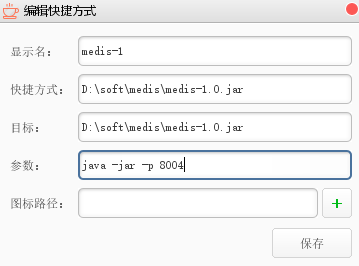 编辑快捷方式
显示名： medis-1
快捷方式： D:\soft\medis\medis-1.0.jar
目标： D:\soft\medis\medis-1.0.jar
参数： java -jar -p 8004
图标路径： +
保存